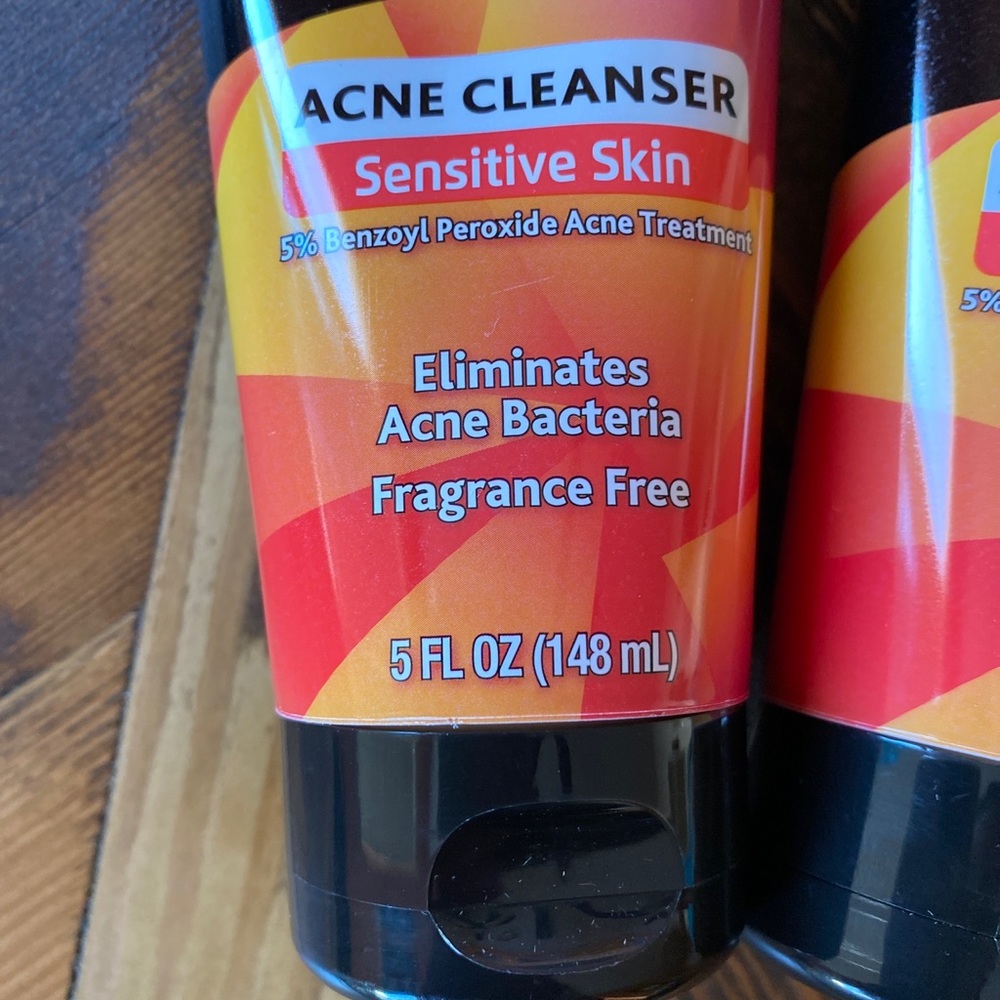 ACNE CLEANSER
Sensitive Skin
5% Benzoyl Peroxide Acne Treatment
Eliminates
Acne Bacteria
Fragrance Free
5 FL OZ (148 mL)
5%